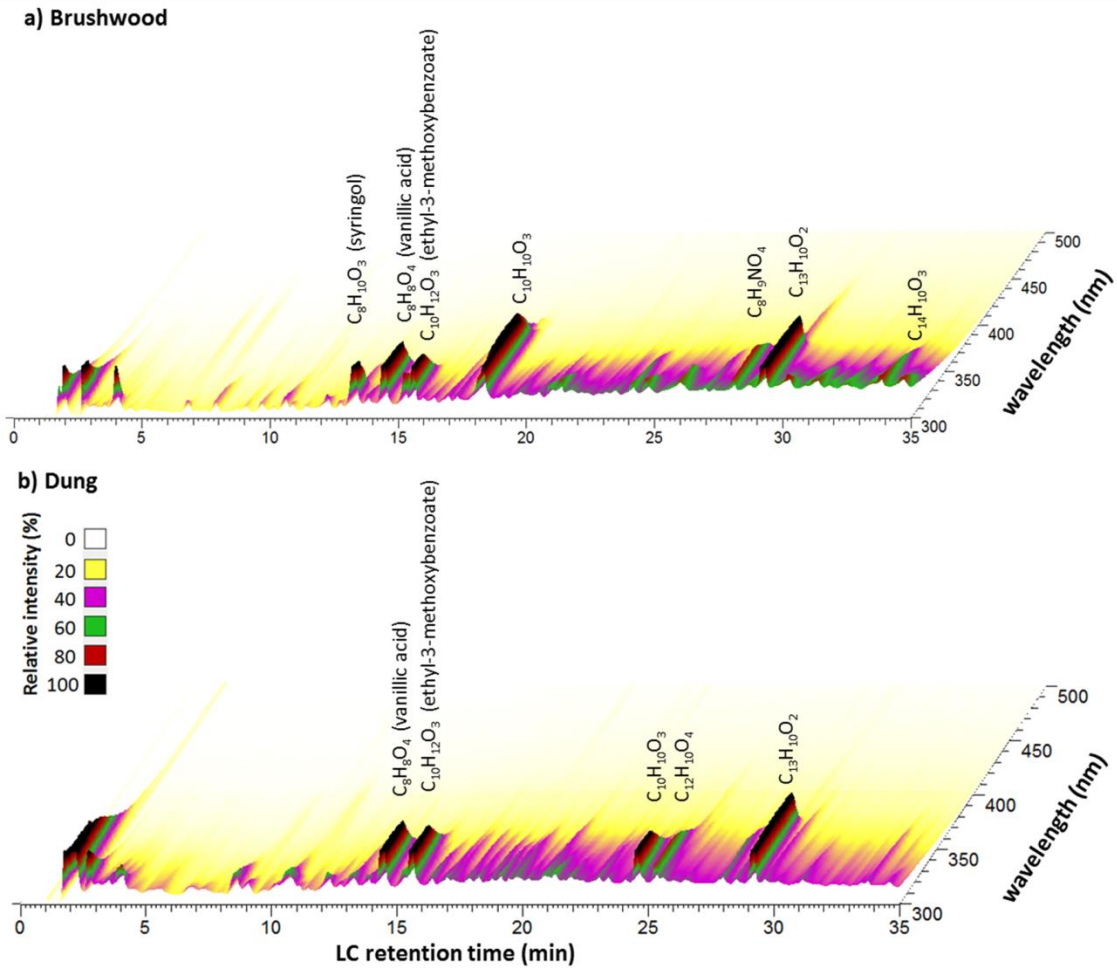 a) Brushwood
C₈H₁₀O₃ (syringol)
C₈H₈O₄ (vanillic acid)
C₁₀H₁₂O₃ (ethyl-3-methoxybenzoate)
C₁₀H₁₀O₃
C₈H₉NO₄
C₁₃H₁₀O₂
C₁₄H₁₀O₃
500
450
400
350
300
wavelength (nm)
0 5 10 15 20 25 30 35
b) Dung
Relative intensity (%)
0
20
40
60
80
100
C₈H₈O₄ (vanillic acid)
C₁₀H₁₂O₃ (ethyl-3-methoxybenzoate)
C₁₀H₁₀O₃
C₁₂H₁₀O₄
C₁₃H₁₀O₂
500
450
400
350
300
wavelength (nm)
0 5 10 15 20 25 30 35
LC retention time (min)